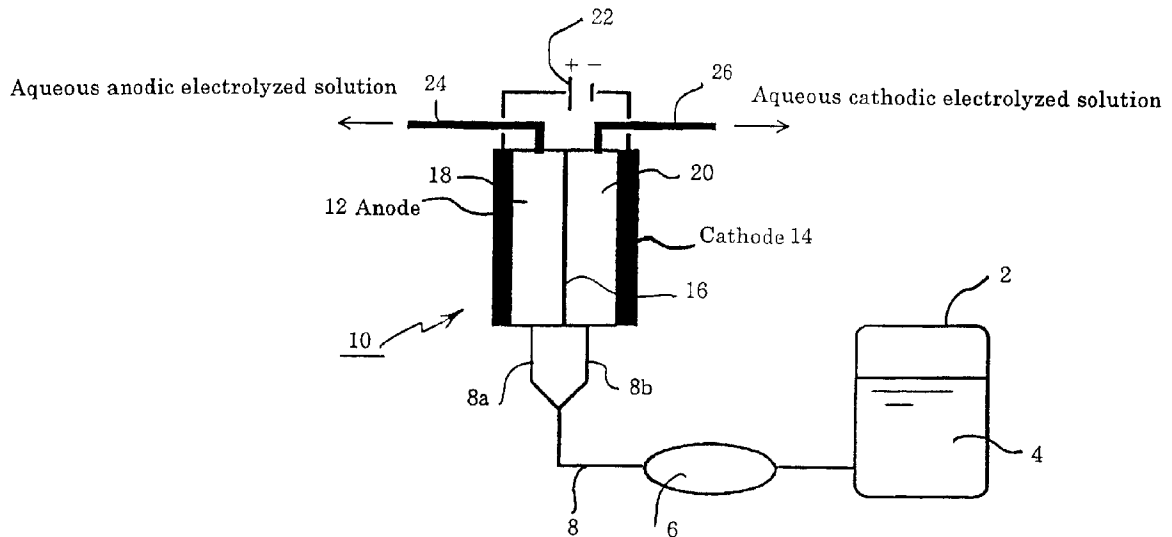 22
+ −
Aqueous anodic electrolyzed solution
24
26
Aqueous cathodic electrolyzed solution
18
20
12 Anode
Cathode 14
16
2
10
8a
8b
4
8
6